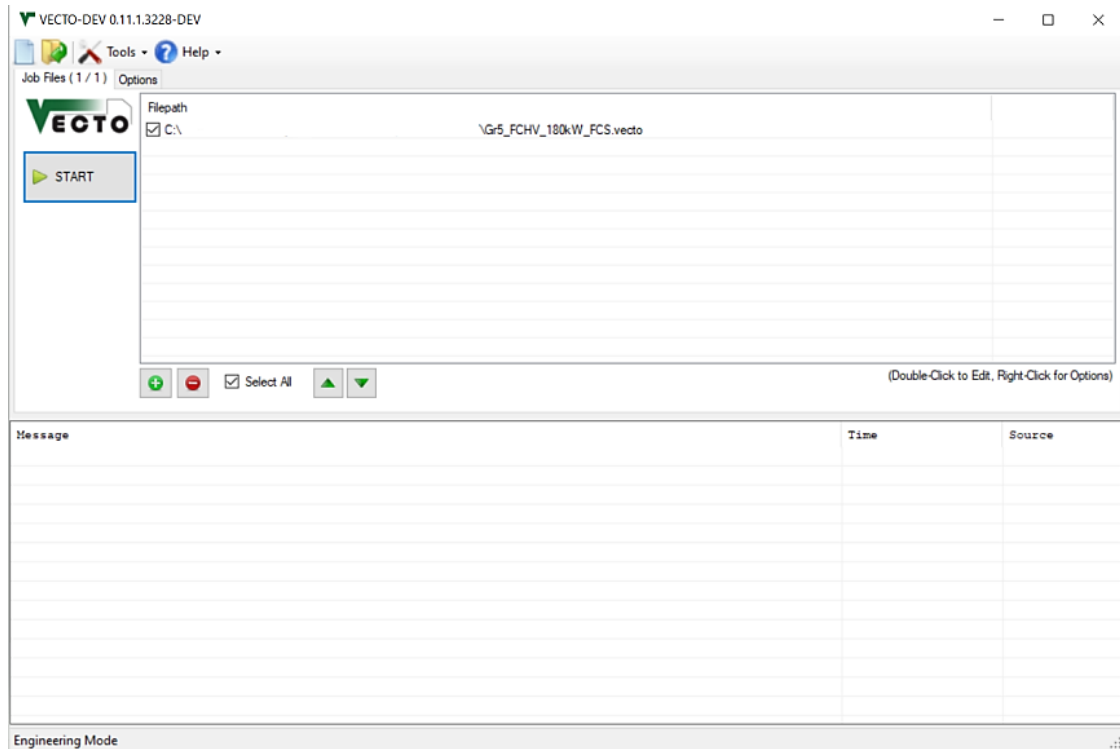 VECTO-DEV 0.11.1.3228-DEV
Tools Help
Job Files ( 1 / 1 ) Options
VECTO
Filepath
C:\ \Gr5_FCHV_180kW_FCS.vecto
START
Select All
(Double-Click to Edit, Right-Click for Options)
Message Time Source
Engineering Mode